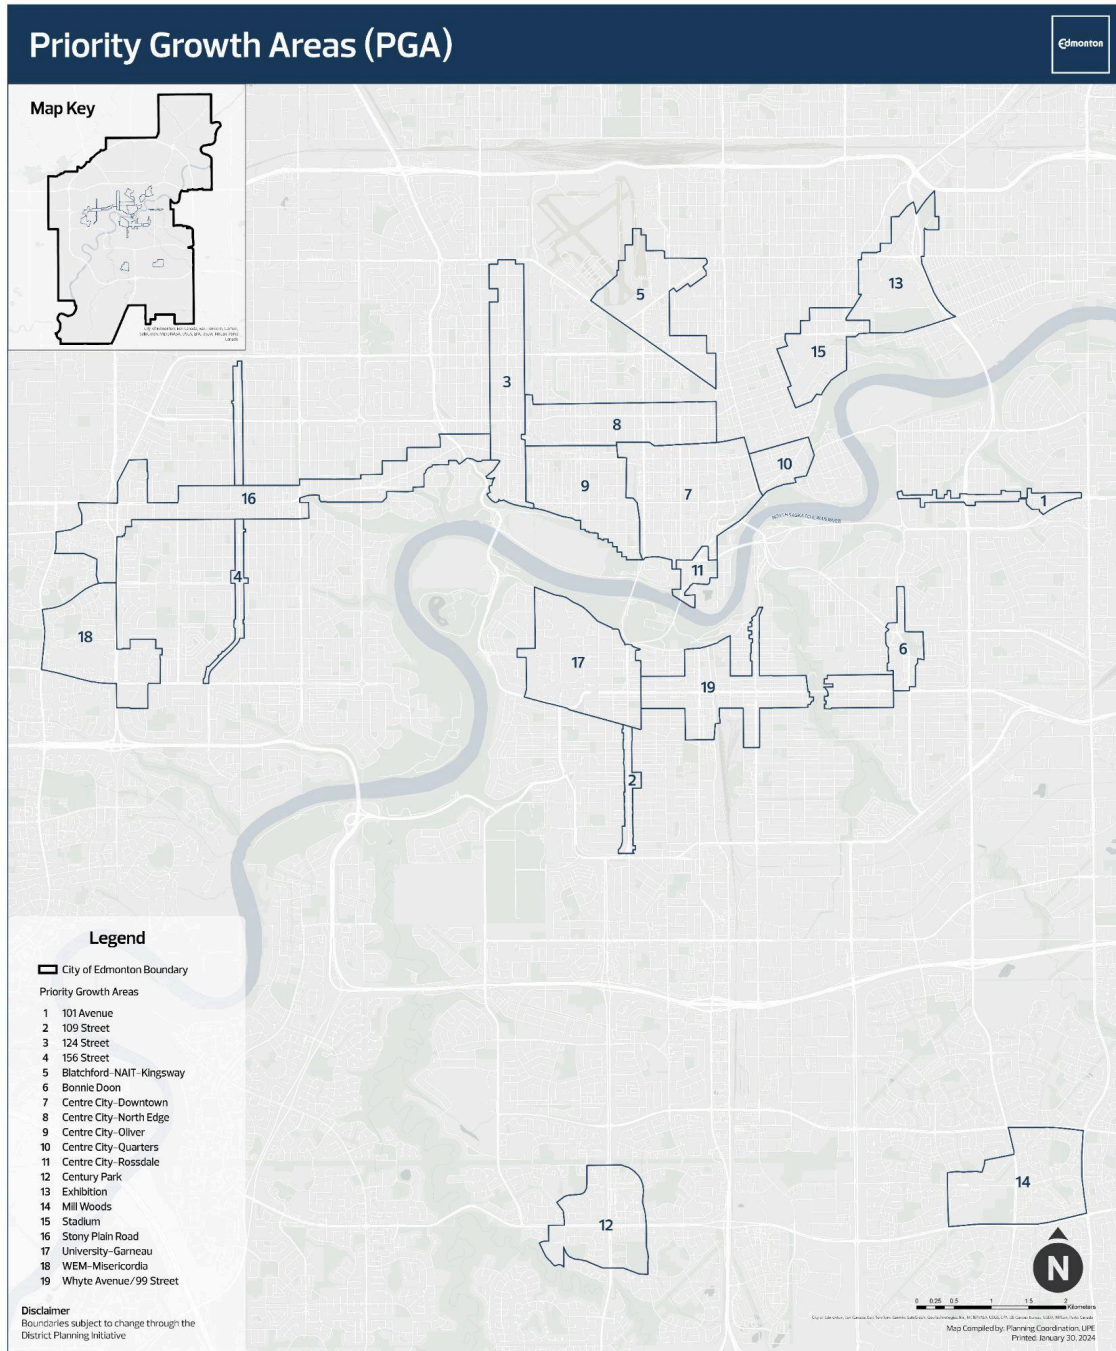 Priority Growth Areas (PGA)
Edmonton
Map Key
5
13
15
3
8
10
9
7
16
1
11
4
18
17
6
19
2
NORTH SASKATCHEWAN RIVER
Legend
City of Edmonton Boundary
Priority Growth Areas
1 101 Avenue
2 109 Street
3 124 Street
4 156 Street
5 Blatchford-NAIT-Kingsway
6 Bonnie Doon
7 Centre City-Downtown
8 Centre City-North Edge
9 Centre City-Oliver
10 Centre City-Quarters
11 Centre City-Rossdale
12 Century Park
13 Exhibition
14 Mill Woods
15 Stadium
16 Stony Plain Road
17 University-Garneau
18 WEM-Misericordia
19 Whyte Avenue/99 Street
Disclaimer
Boundaries subject to change through the
District Planning Initiative
14
12
N
0 0.25 0.5 1 1.5 2
Kilometers
Map Compiled by: Planning Coordination, UPE
Printed: January 30, 2024